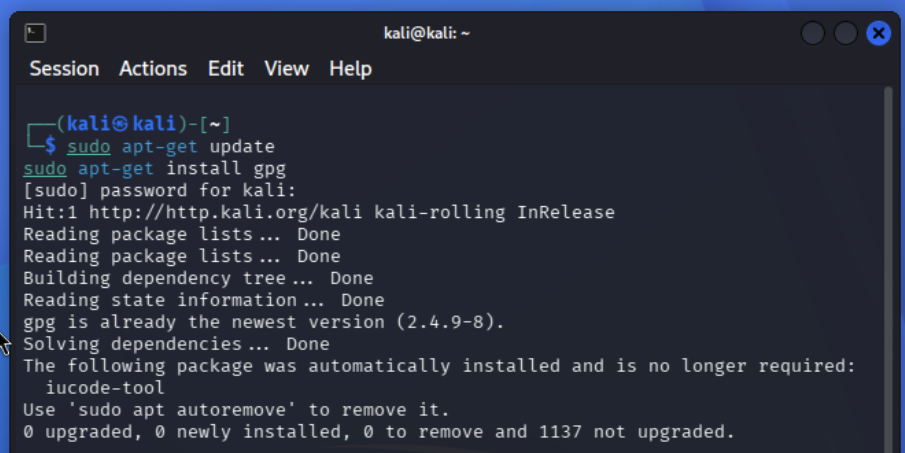 kali@kali: ~
Session Actions Edit View Help
┌──(kali㉿kali)-[~]
└─$ sudo apt-get update
sudo apt-get install gpg
[sudo] password for kali:
Hit:1 http://http.kali.org/kali kali-rolling InRelease
Reading package lists... Done
Reading package lists... Done
Building dependency tree... Done
Reading state information... Done
gpg is already the newest version (2.4.9-8).
Solving dependencies... Done
The following package was automatically installed and is no longer required:
  iucode-tool
Use 'sudo apt autoremove' to remove it.
0 upgraded, 0 newly installed, 0 to remove and 1137 not upgraded.